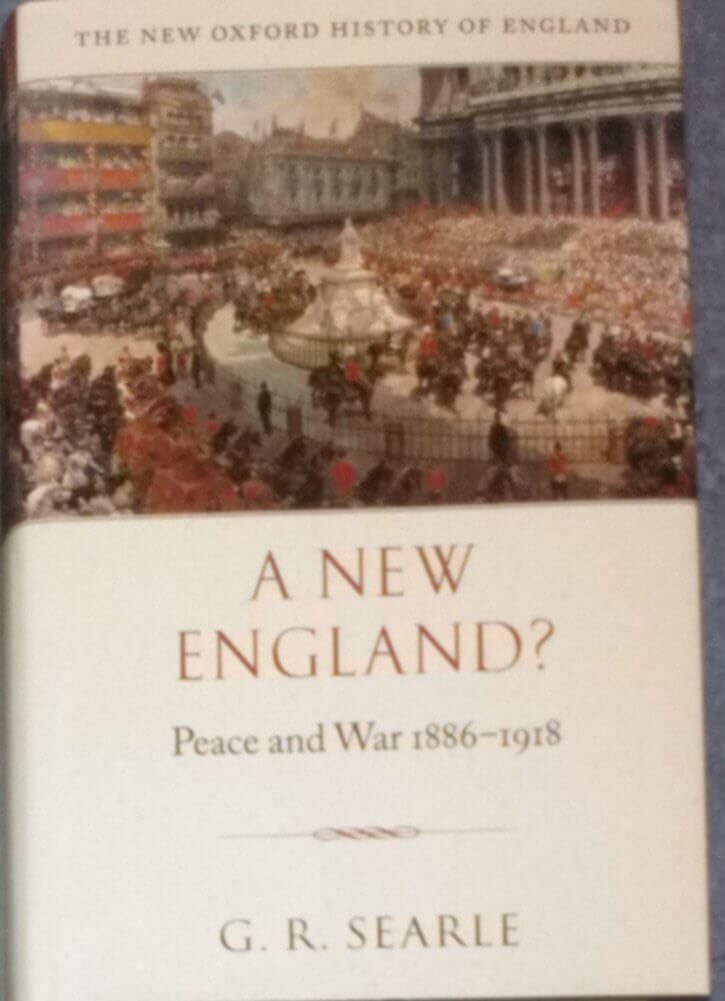 THE NEW OXFORD HISTORY OF ENGLAND
A NEW
ENGLAND?
Peace and War 1886–1918
G. R. SEARLE